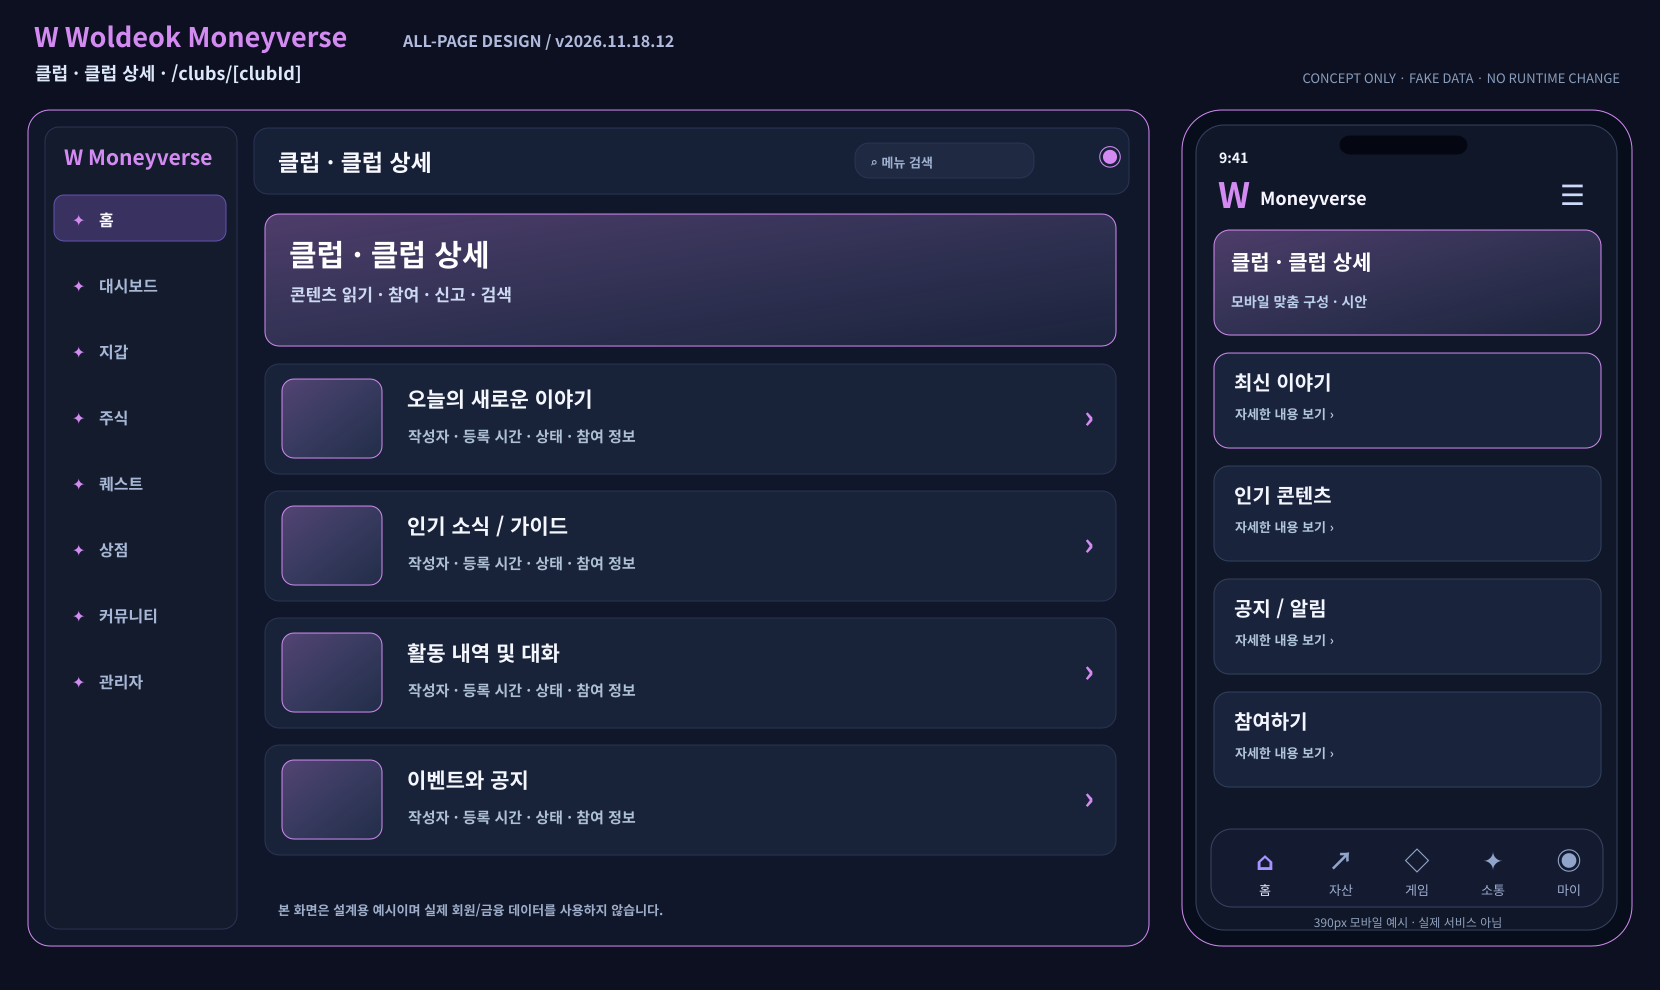 W Woldeok Moneyverse
ALL-PAGE DESIGN / v2026.11.18.12
클럽 · 클럽 상세 · /clubs/[clubId]
CONCEPT ONLY · FAKE DATA · NO RUNTIME CHANGE
W Moneyverse
홈
대시보드
지갑
주식
퀘스트
상점
커뮤니티
관리자
클럽 · 클럽 상세
메뉴 검색
클럽 · 클럽 상세
콘텐츠 읽기 · 참여 · 신고 · 검색
오늘의 새로운 이야기
작성자 · 등록 시간 · 상태 · 참여 정보
인기 소식 / 가이드
작성자 · 등록 시간 · 상태 · 참여 정보
활동 내역 및 대화
작성자 · 등록 시간 · 상태 · 참여 정보
이벤트와 공지
작성자 · 등록 시간 · 상태 · 참여 정보
본 화면은 설계용 예시이며 실제 회원/금융 데이터를 사용하지 않습니다.
9:41
W Moneyverse
클럽 · 클럽 상세
모바일 맞춤 구성 · 시안
최신 이야기
자세한 내용 보기 ›
인기 콘텐츠
자세한 내용 보기 ›
공지 / 알림
자세한 내용 보기 ›
참여하기
자세한 내용 보기 ›
홈 자산 게임 소통 마이
390px 모바일 예시 · 실제 서비스 아님